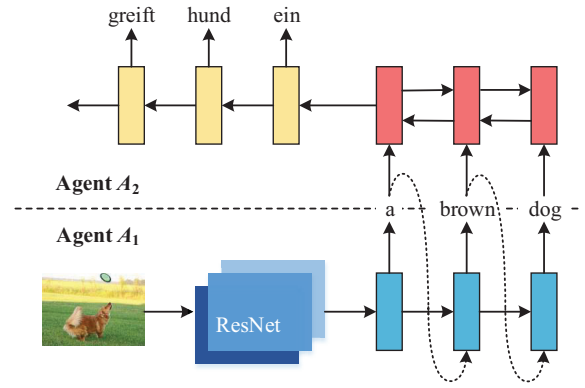 greift hund ein
Agent A2
a brown dog
Agent A1
ResNet